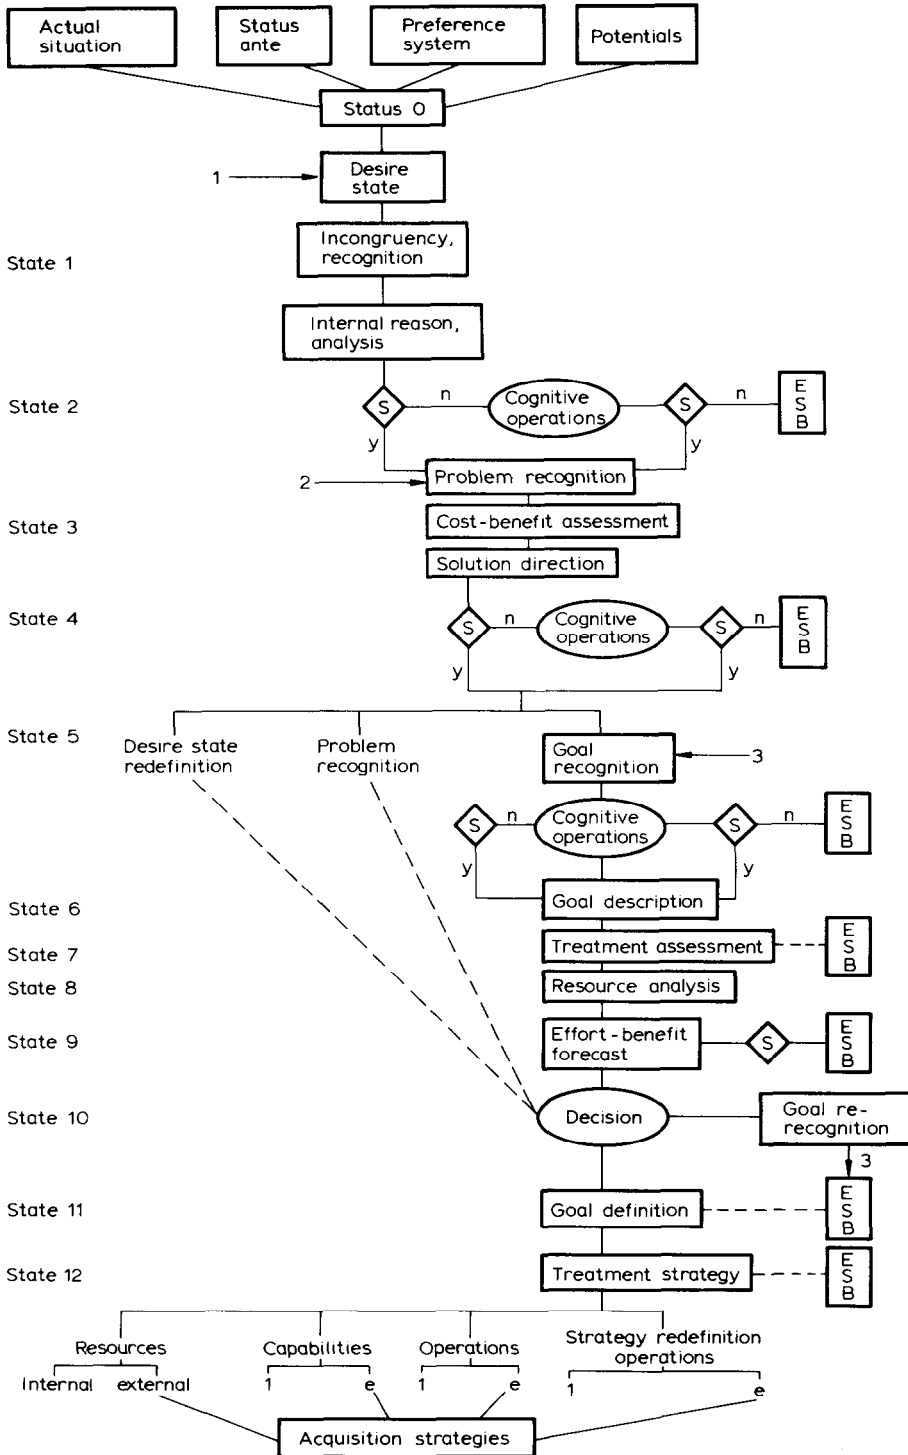 Actual
situation
Status
ante
Preference
system
Potentials
Status O
1
Desire
state
State 1
Incongruency,
recognition
Internal reason,
analysis
State 2
S
n
Cognitive
operations
S
n
E
S
B
y
y
2
Problem recognition
State 3
Cost-benefit assessment
Solution direction
State 4
S
n
Cognitive
operations
S
n
E
S
B
y
y
State 5
Desire state
redefinition
Problem
recognition
Goal
recognition
3
S
n
Cognitive
operations
S
n
E
S
B
y
y
State 6
Goal description
State 7
Treatment assessment
E
S
B
State 8
Resource analysis
State 9
Effort-benefit
forecast
S
E
S
B
State 10
Decision
Goal re-
recognition
3
State 11
Goal definition
E
S
B
State 12
Treatment strategy
E
S
B
Resources
Capabilities
Operations
Strategy redefinition
operations
Internal
external
1
e
1
e
1
e
Acquisition strategies